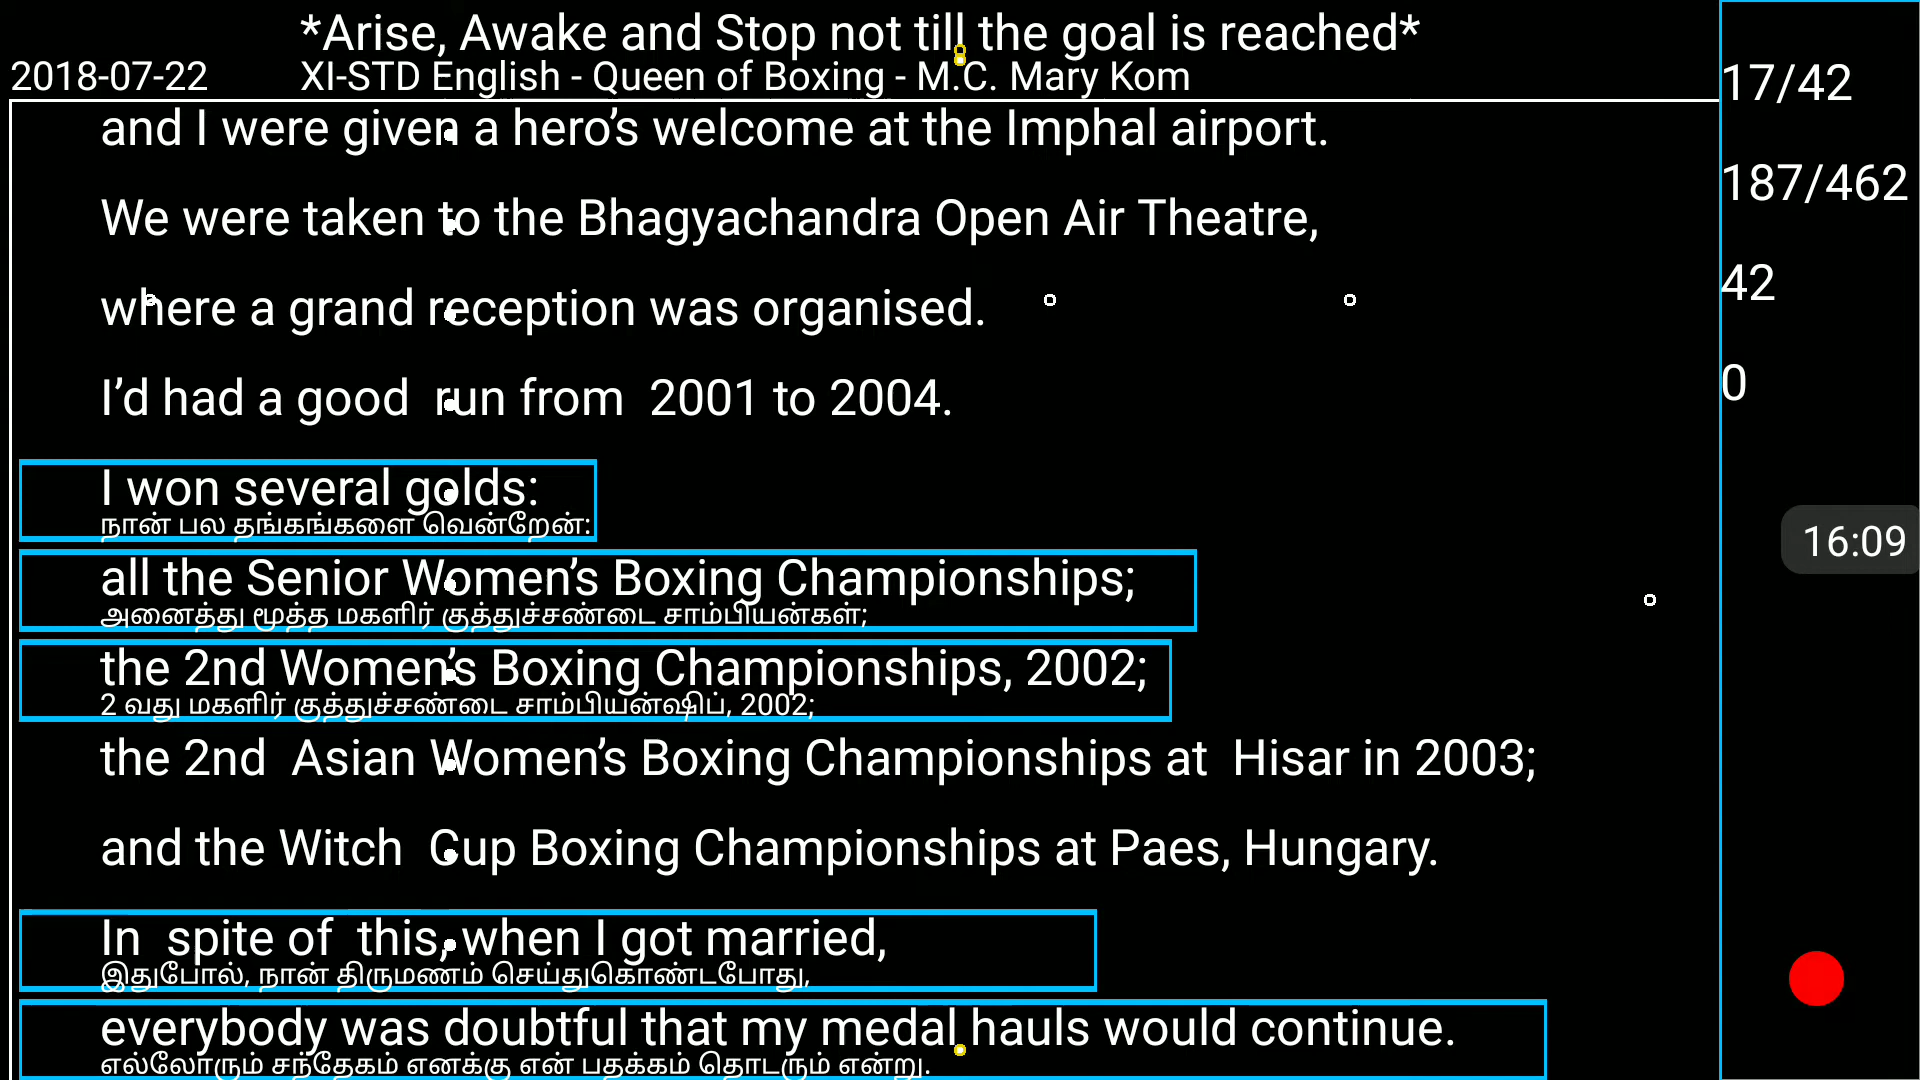 *Arise, Awake and Stop not till the goal is reached*
2018-07-22 XI-STD English - Queen of Boxing - M.C. Mary Kom
17/42
and I were given a hero’s welcome at the Imphal airport.
187/462
We were taken to the Bhagyachandra Open Air Theatre,
42
where a grand reception was organised.
0
I’d had a good  run from  2001 to 2004.
I won several golds:
நான் பல தங்கங்களை வென்றேன்:
16:09
all the Senior Women’s Boxing Championships;
அனைத்து மூத்த மகளிர் குத்துச்சண்டை சாம்பியன்கள்;
the 2nd Women’s Boxing Championships, 2002;
2 வது மகளிர் குத்துச்சண்டை சாம்பியன்ஷிப், 2002;
the 2nd  Asian Women’s Boxing Championships at  Hisar in 2003;
and the Witch  Cup Boxing Championships at Paes, Hungary.
In  spite of  this, when I got married,
இதுபோல், நான் திருமணம் செய்துகொண்டபோது,
everybody was doubtful that my medal hauls would continue.
எல்லோரும் சந்தேகம் எனக்கு என் பதக்கம் தொடரும் என்று.